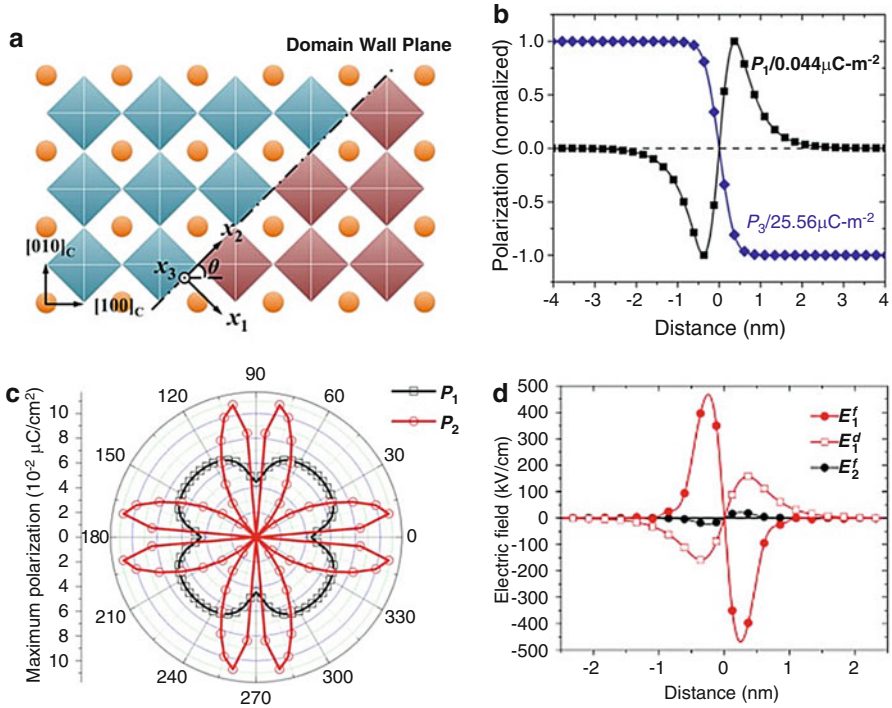 a
Domain Wall Plane
[010]C
[100]C
x2
x3
θ
x1
b
Polarization (normalized)
1.0
0.5
0.0
-0.5
-1.0
P1/0.044μC-m-2
P3/25.56μC-m-2
-4 -3 -2 -1 0 1 2 3 4
Distance (nm)
c
Maximum polarization (10-2 μC/cm2)
10
8
6
4
2
0
2
4
6
8
10
90
120 60
150 30
180 0
210 330
240 300
270
P1
P2
d
Electric field (kV/cm)
500
400
300
200
100
0
-100
-200
-300
-400
-500
E1f
E1d
E2f
-2 -1 0 1 2
Distance (nm)